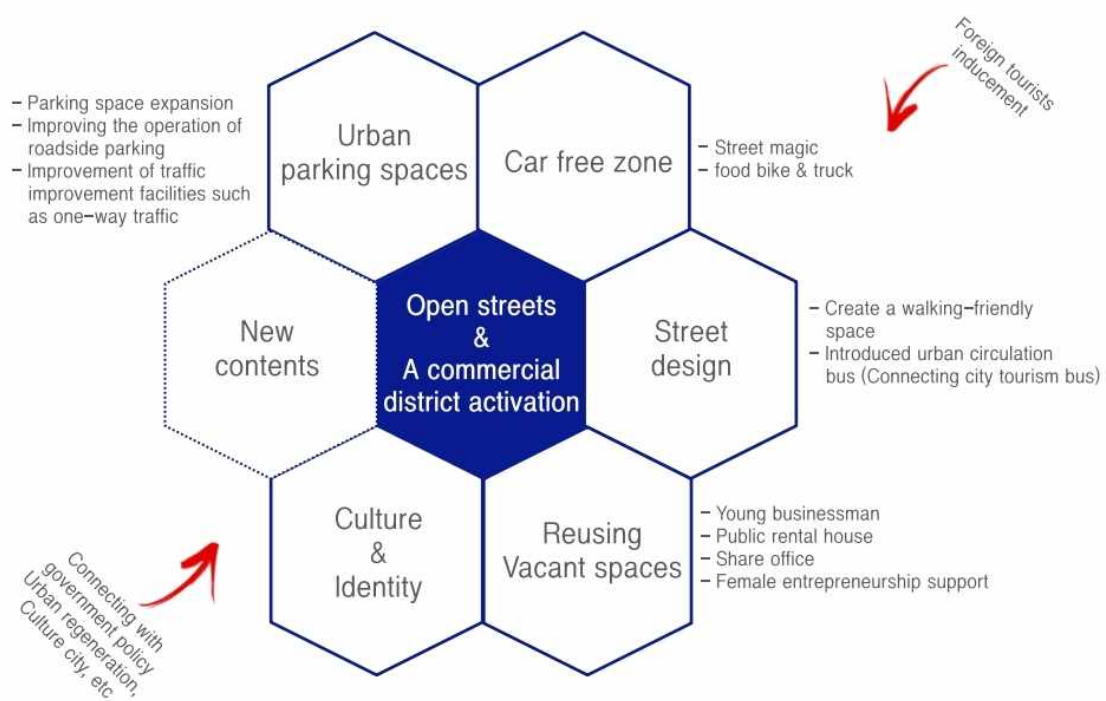 Foreign tourists
inducement
– Parking space expansion
– Improving the operation of
roadside parking
– Improvement of traffic
improvement facilities such
as one–way traffic
Urban
parking spaces
Car free zone
– Street magic
– food bike & truck
New
contents
Open streets
&
A commercial
district activation
Street
design
– Create a walking–friendly
space
– Introduced urban circulation
bus (Connecting city tourism bus)
Culture
&
Identity
Reusing
Vacant spaces
– Young businessman
– Public rental house
– Share office
– Female entrepreneurship support
Connecting with
government policy
Urban regeneration,
Culture city, etc